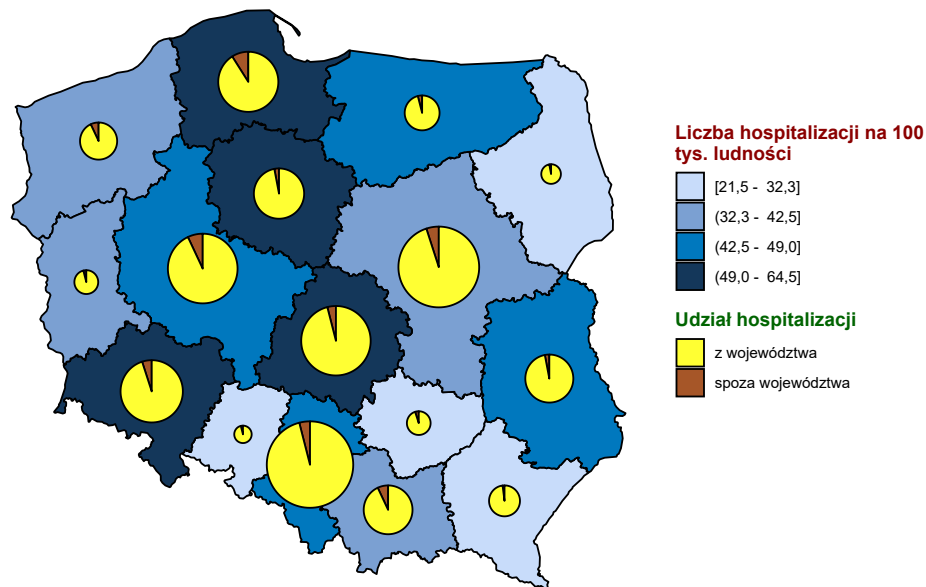 Liczba hospitalizacji na 100
tys. ludności
[21,5 - 32,3]
(32,3 - 42,5]
(42,5 - 49,0]
(49,0 - 64,5]
Udział hospitalizacji
z województwa
spoza województwa